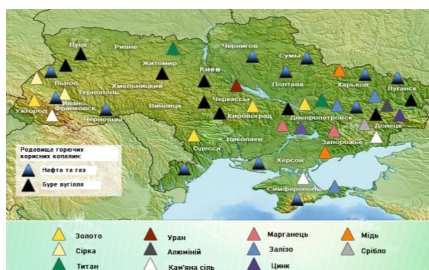 Луцк
Ровно
Чернигов
Сумы
Житомир
Киев
Львов
Полтава
Харьков
Тернополь
Хмельницкий
Луганск
Ивано-
Франковск
Винница
Черкассы
Ужгород
Кировоград
Днепропетровск
Черновцы
Донецк
Николаев
Запорожье
Одесса
Херсон
Симферополь
Родовища горючих
корисних копалин:
Нафта та газ
Буре вугілля
Золото
Уран
Марганець
Мідь
Сірка
Алюміній
Залізо
Срібло
Титан
Кам'яна сіль
Цинк